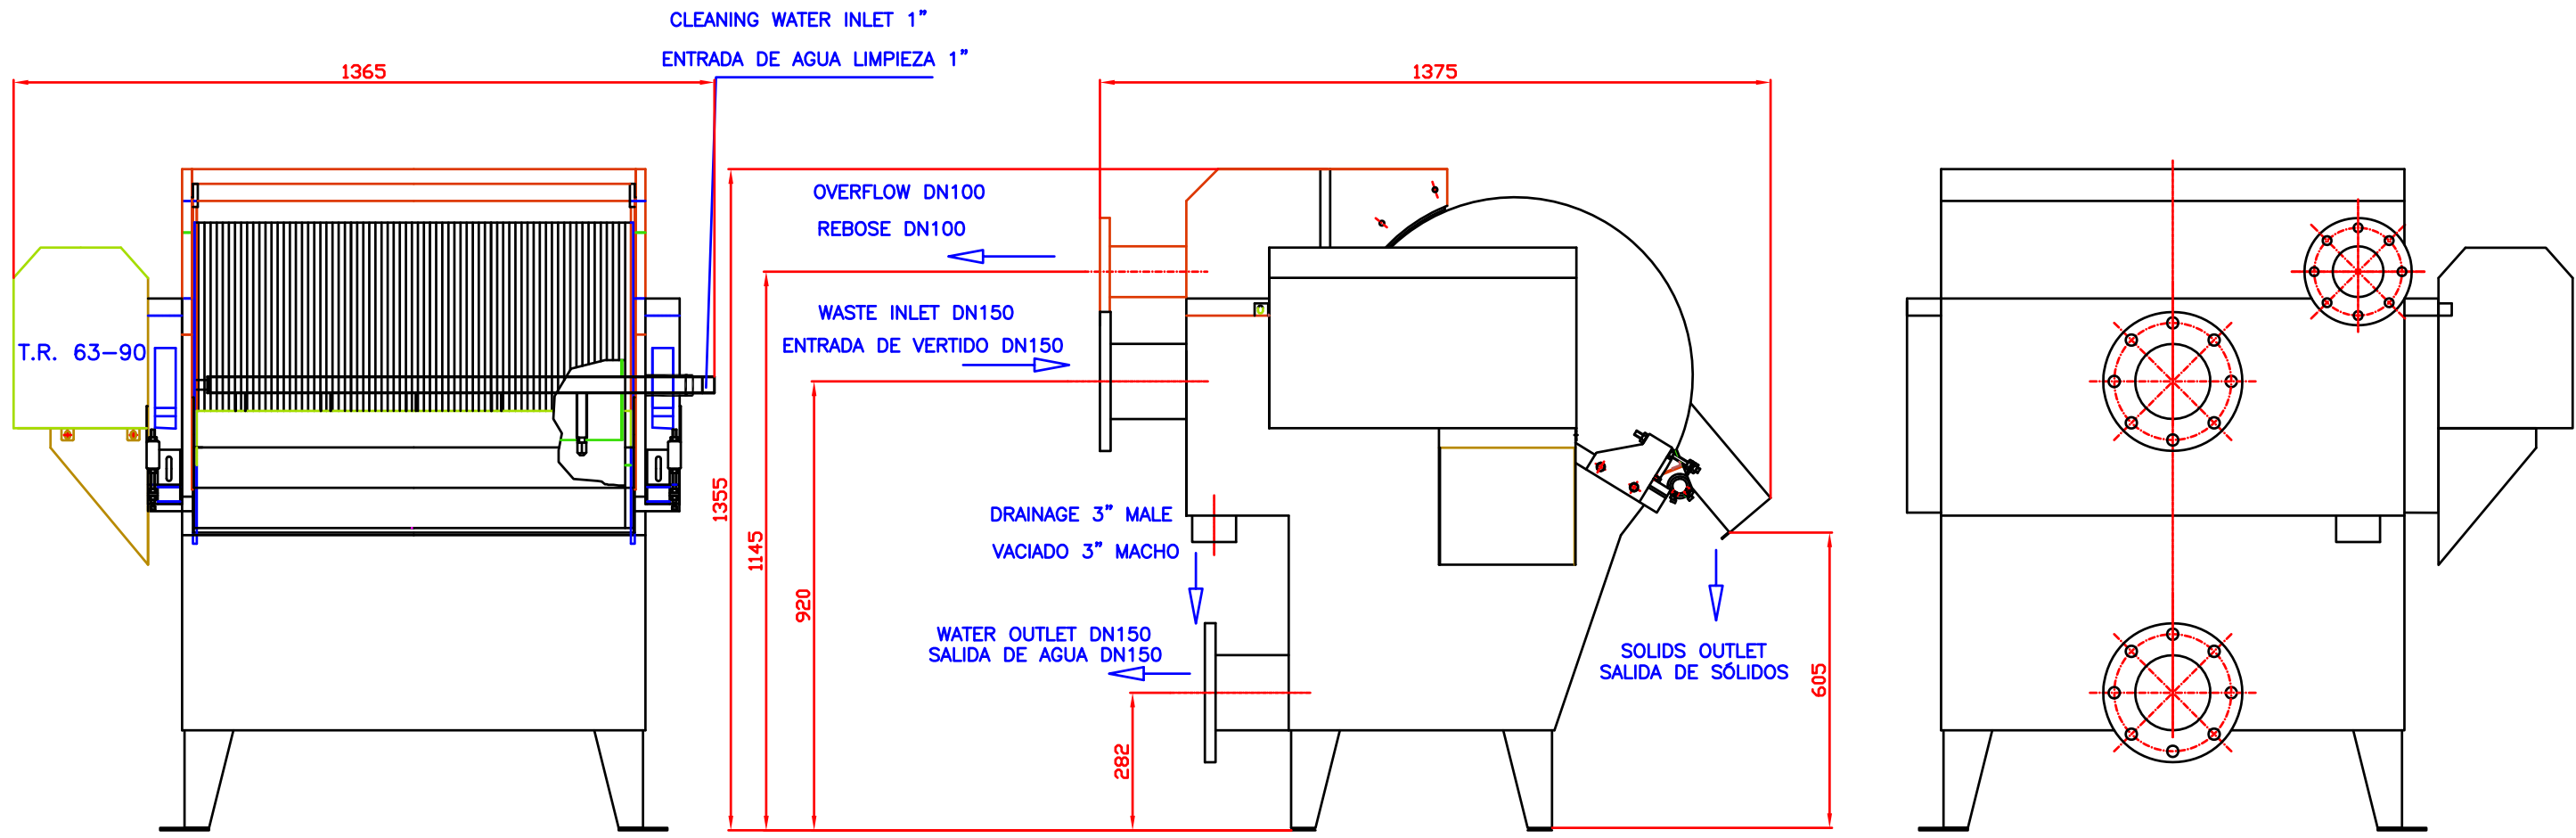 CLEANING WATER INLET 1"
ENTRADA DE AGUA LIMPIEZA 1"
1365
1375
OVERFLOW DN100
REBOSE DN100
WASTE INLET DN150
ENTRADA DE VERTIDO DN150
T.R. 63-90
1355
1145
920
DRAINAGE 3" MALE
VACIADO 3" MACHO
WATER OUTLET DN150
SALIDA DE AGUA DN150
282
SOLIDS OUTLET
SALIDA DE SÓLIDOS
605